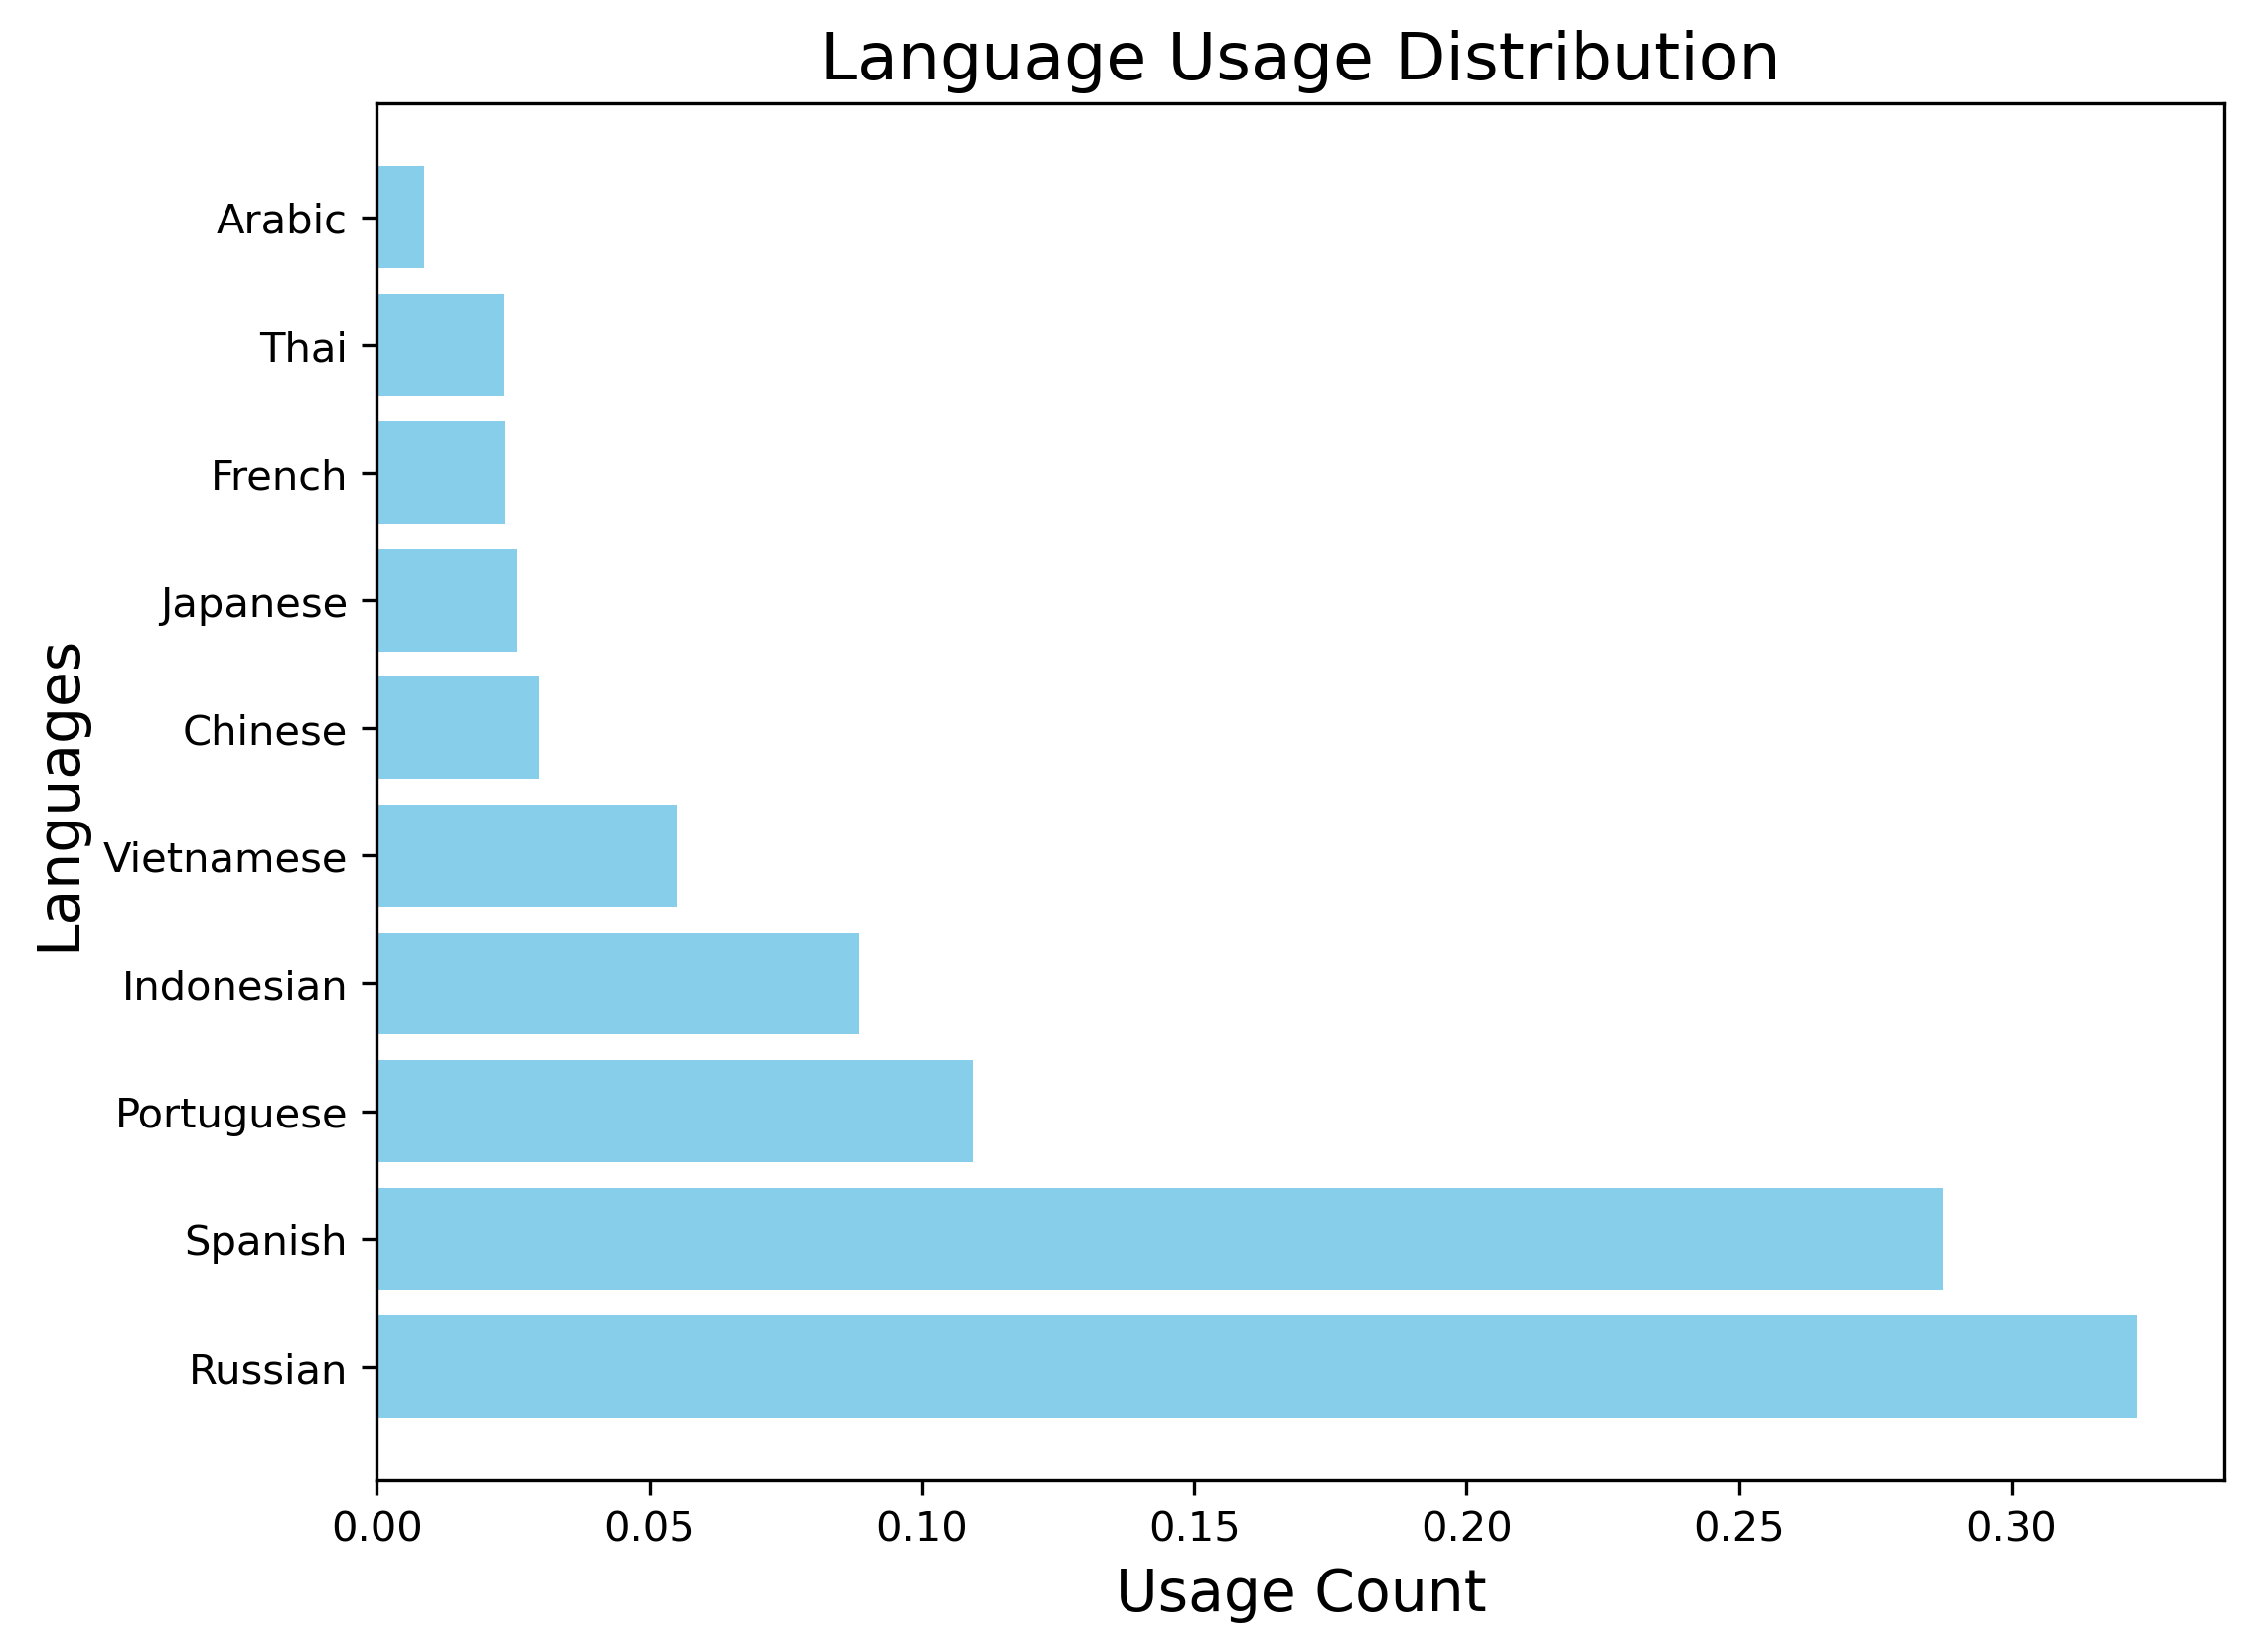 Language Usage Distribution
Arabic
Thai
French
Japanese
Chinese
Vietnamese
Indonesian
Portuguese
Spanish
Russian
Languages
0.00 0.05 0.10 0.15 0.20 0.25 0.30
Usage Count